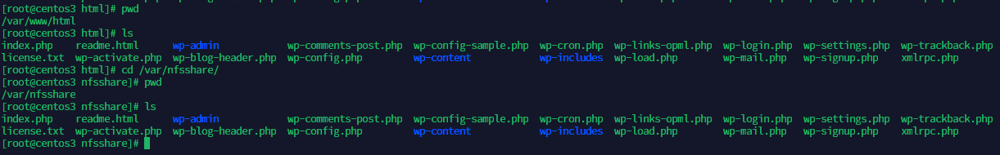 [root@centos3 html]# pwd
/var/www/html
[root@centos3 html]# ls
index.php    readme.html      wp-admin            wp-comments-post.php  wp-config-sample.php  wp-cron.php  wp-links-opml.php  wp-login.php  wp-settings.php  wp-trackback.php
license.txt  wp-activate.php  wp-blog-header.php  wp-config.php         wp-content            wp-includes  wp-load.php        wp-mail.php   wp-signup.php    xmlrpc.php
[root@centos3 html]# cd /var/nfsshare/
[root@centos3 nfsshare]# pwd
/var/nfsshare
[root@centos3 nfsshare]# ls
index.php    readme.html      wp-admin            wp-comments-post.php  wp-config-sample.php  wp-cron.php  wp-links-opml.php  wp-login.php  wp-settings.php  wp-trackback.php
license.txt  wp-activate.php  wp-blog-header.php  wp-config.php         wp-content            wp-includes  wp-load.php        wp-mail.php   wp-signup.php    xmlrpc.php
[root@centos3 nfsshare]#